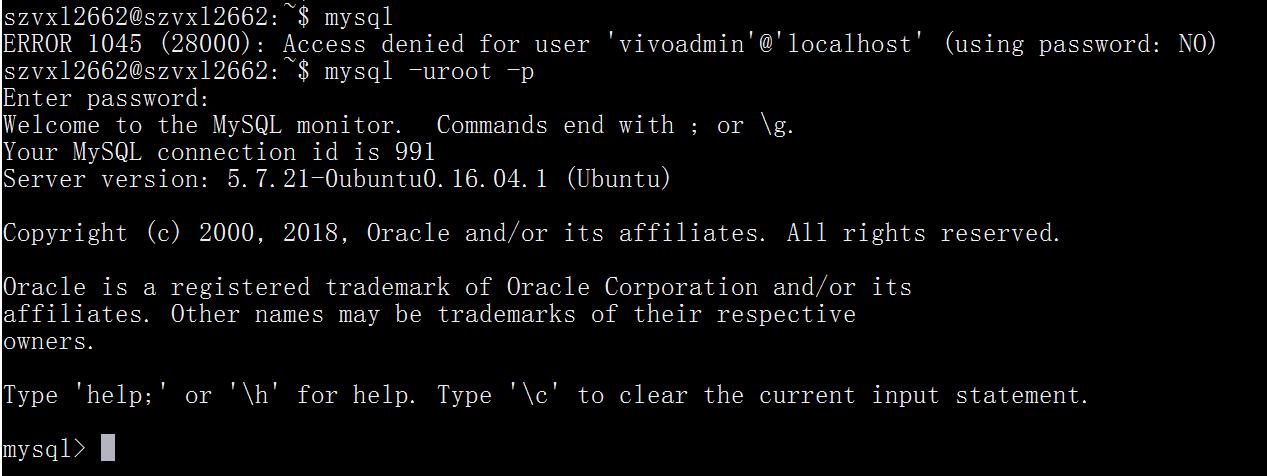 szvxl2662@szvxl2662:~$ mysql
ERROR 1045 (28000): Access denied for user 'vivoadmin'@'localhost' (using password: NO)
szvxl2662@szvxl2662:~$ mysql -uroot -p
Enter password:
Welcome to the MySQL monitor.  Commands end with ; or \g.
Your MySQL connection id is 991
Server version: 5.7.21-0ubuntu0.16.04.1 (Ubuntu)
Copyright (c) 2000, 2018, Oracle and/or its affiliates. All rights reserved.
Oracle is a registered trademark of Oracle Corporation and/or its
affiliates. Other names may be trademarks of their respective
owners.
Type 'help;' or '\h' for help. Type '\c' to clear the current input statement.
mysql>